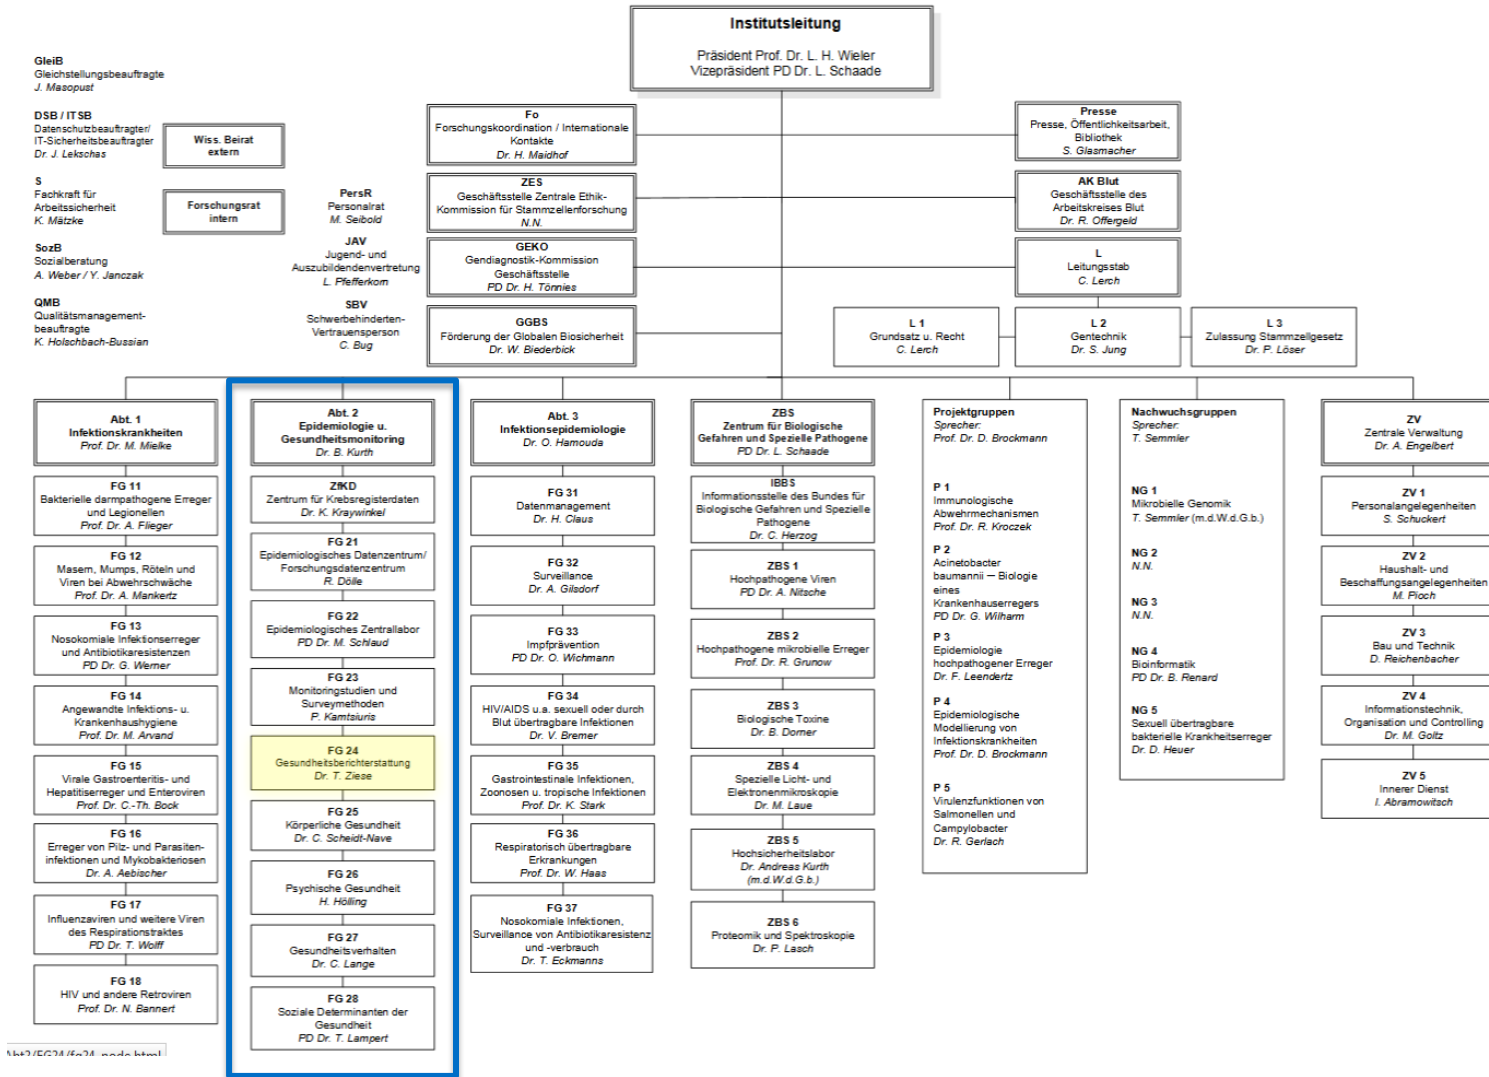 Institutsleitung
Präsident Prof. Dr. L. H. Wieler
Vizepräsident PD Dr. L. Schaade
GleiB
Gleichstellungsbeauftragte
J. Masopust
DSB / ITSB
Datenschutzbeauftragter/
IT-Sicherheitsbeauftragter
Dr. J. Lekschas
S
Fachkraft für
Arbeitssicherheit
K. Mätzke
SozB
Sozialberatung
A. Weber / Y. Janczak
QMB
Qualitätsmanagement-
beauftragte
K. Holschbach-Bussian
Wiss. Beirat
extern
Forschungsrat
intern
PersR
Personalrat
M. Seibold
JAV
Jugend- und
Auszubildendenvertretung
L. Pfefferkorn
SBV
Schwerbehinderten-
Vertrauensperson
C. Bug
Fo
Forschungskoordination / Internationale
Kontakte
Dr. H. Maidhof
ZES
Geschäftsstelle Zentrale Ethik-
Kommission für Stammzellenforschung
N.N.
GEKO
Gendiagnostik-Kommission
Geschäftsstelle
PD Dr. H. Tönnies
GGBS
Förderung der Globalen Biosicherheit
Dr. W. Biederbick
Presse
Presse, Öffentlichkeitsarbeit,
Bibliothek
S. Glasmacher
AK Blut
Geschäftsstelle des
Arbeitskreises Blut
Dr. R. Offergeld
L
Leitungsstab
C. Lerch
L 1
Grundsatz u. Recht
C. Lerch
L 2
Gentechnik
Dr. S. Jung
L 3
Zulassung Stammzellgesetz
Dr. P. Löser
Abt. 1
Infektionskrankheiten
Prof. Dr. M. Mielke
FG 11
Bakterielle darmpathogene Erreger
und Legionellen
Prof. Dr. A. Flieger
FG 12
Masern, Mumps, Röteln und
Viren bei Abwehrschwäche
Prof. Dr. A. Mankertz
FG 13
Nosokomiale Infektionserreger
und Antibiotikaresistenzen
PD Dr. G. Werner
FG 14
Angewandte Infektions- u.
Krankenhaushygiene
Prof. Dr. M. Arvand
FG 15
Virale Gastroenteritis- und
Hepatitiserreger und Enteroviren
Prof. Dr. C.-Th. Bock
FG 16
Erreger von Pilz- und Parasiten-
infektionen und Mykobakteriosen
Dr. A. Aebischer
FG 17
Influenzaviren und weitere Viren
des Respirationstraktes
PD Dr. T. Wolff
FG 18
HIV und andere Retroviren
Prof. Dr. N. Bannert
Abt. 2
Epidemiologie u.
Gesundheitsmonitoring
Dr. B. Kurth
ZfKD
Zentrum für Krebsregisterdaten
Dr. K. Kraywinkel
FG 21
Epidemiologisches Datenzentrum/
Forschungsdatenzentrum
R. Dölle
FG 22
Epidemiologisches Zentrallabor
PD Dr. M. Schlaud
FG 23
Monitoringstudien und
Surveymethoden
P. Kamtsiuris
FG 24
Gesundheitsberichterstattung
Dr. T. Ziese
FG 25
Körperliche Gesundheit
Dr. C. Scheidt-Nave
FG 26
Psychische Gesundheit
H. Hölling
FG 27
Gesundheitsverhalten
Dr. C. Lange
FG 28
Soziale Determinanten der
Gesundheit
PD Dr. T. Lampert
Abt. 3
Infektionsepidemiologie
Dr. O. Hamouda
FG 31
Datenmanagement
Dr. H. Claus
FG 32
Surveillance
Dr. A. Gilsdorf
FG 33
Impfprävention
PD Dr. O. Wichmann
FG 34
HIV/AIDS u.a. sexuell oder durch
Blut übertragbare Infektionen
Dr. V. Bremer
FG 35
Gastrointestinale Infektionen,
Zoonosen u. tropische Infektionen
Prof. Dr. K. Stark
FG 36
Respiratorisch übertragbare
Erkrankungen
Prof. Dr. W. Haas
FG 37
Nosokomiale Infektionen,
Surveillance von Antibiotikaresistenz
und -verbrauch
Dr. T. Eckmanns
ZBS
Zentrum für Biologische
Gefahren und Spezielle Pathogene
PD Dr. L. Schaade
IBBS
Informationsstelle des Bundes für
Biologische Gefahren und Spezielle
Pathogene
Dr. C. Herzog
ZBS 1
Hochpathogene Viren
PD Dr. A. Nitsche
ZBS 2
Hochpathogene mikrobielle Erreger
Prof. Dr. R. Grunow
ZBS 3
Biologische Toxine
Dr. B. Dorner
ZBS 4
Spezielle Licht- und
Elektronenmikroskopie
Dr. M. Laue
ZBS 5
Hochsicherheitslabor
Dr. Andreas Kurth
(m.d.W.d.G.b.)
ZBS 6
Proteomik und Spektroskopie
Dr. P. Lasch
Projektgruppen
Sprecher:
Prof. Dr. D. Brockmann
P 1
Immunologische
Abwehrmechanismen
Prof. Dr. R. Kroczek
P 2
Acinetobacter
baumannii — Biologie
eines
Krankenhauserregers
PD Dr. G. Wilharm
P 3
Epidemiologie
hochpathogener Erreger
Dr. F. Leendertz
P 4
Epidemiologische
Modellierung von
Infektionskrankheiten
Prof. Dr. D. Brockmann
P 5
Virulenzfunktionen von
Salmonellen und
Campylobacter
Dr. R. Gerlach
Nachwuchsgruppen
Sprecher:
T. Semmler
NG 1
Mikrobielle Genomik
T. Semmler (m.d.W.d.G.b.)
NG 2
N.N.
NG 3
N.N.
NG 4
Bioinformatik
PD Dr. B. Renard
NG 5
Sexuell übertragbare
bakterielle Krankheitserreger
Dr. D. Heuer
ZV
Zentrale Verwaltung
Dr. A. Engelbert
ZV 1
Personalangelegenheiten
S. Schuckert
ZV 2
Haushalt- und
Beschaffungsangelegenheiten
M. Pioch
ZV 3
Bau und Technik
D. Reichenbacher
ZV 4
Informationstechnik,
Organisation und Controlling
Dr. M. Goltz
ZV 5
Innerer Dienst
I. Abramowitsch
Abt2/FG24/fg24_node.html